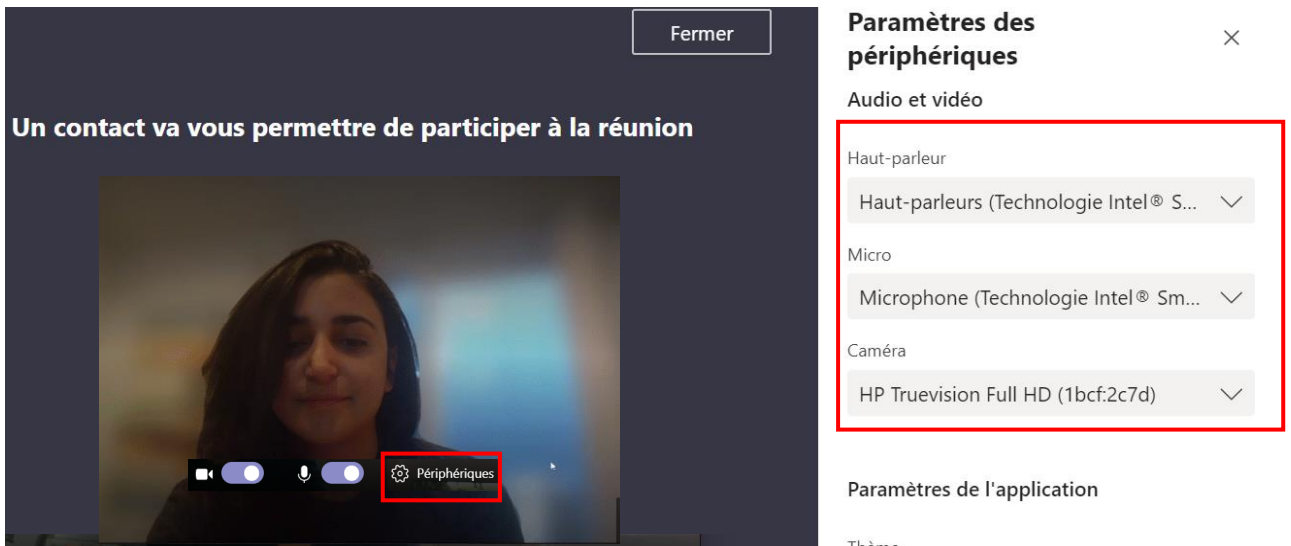 Fermer
Un contact va vous permettre de participer à la réunion
Périphériques
Paramètres des
périphériques
Audio et vidéo
Haut-parleur
Haut-parleurs (Technologie Intel® S...
Micro
Microphone (Technologie Intel® Sm...
Caméra
HP Truevision Full HD (1bcf:2c7d)
Paramètres de l'application